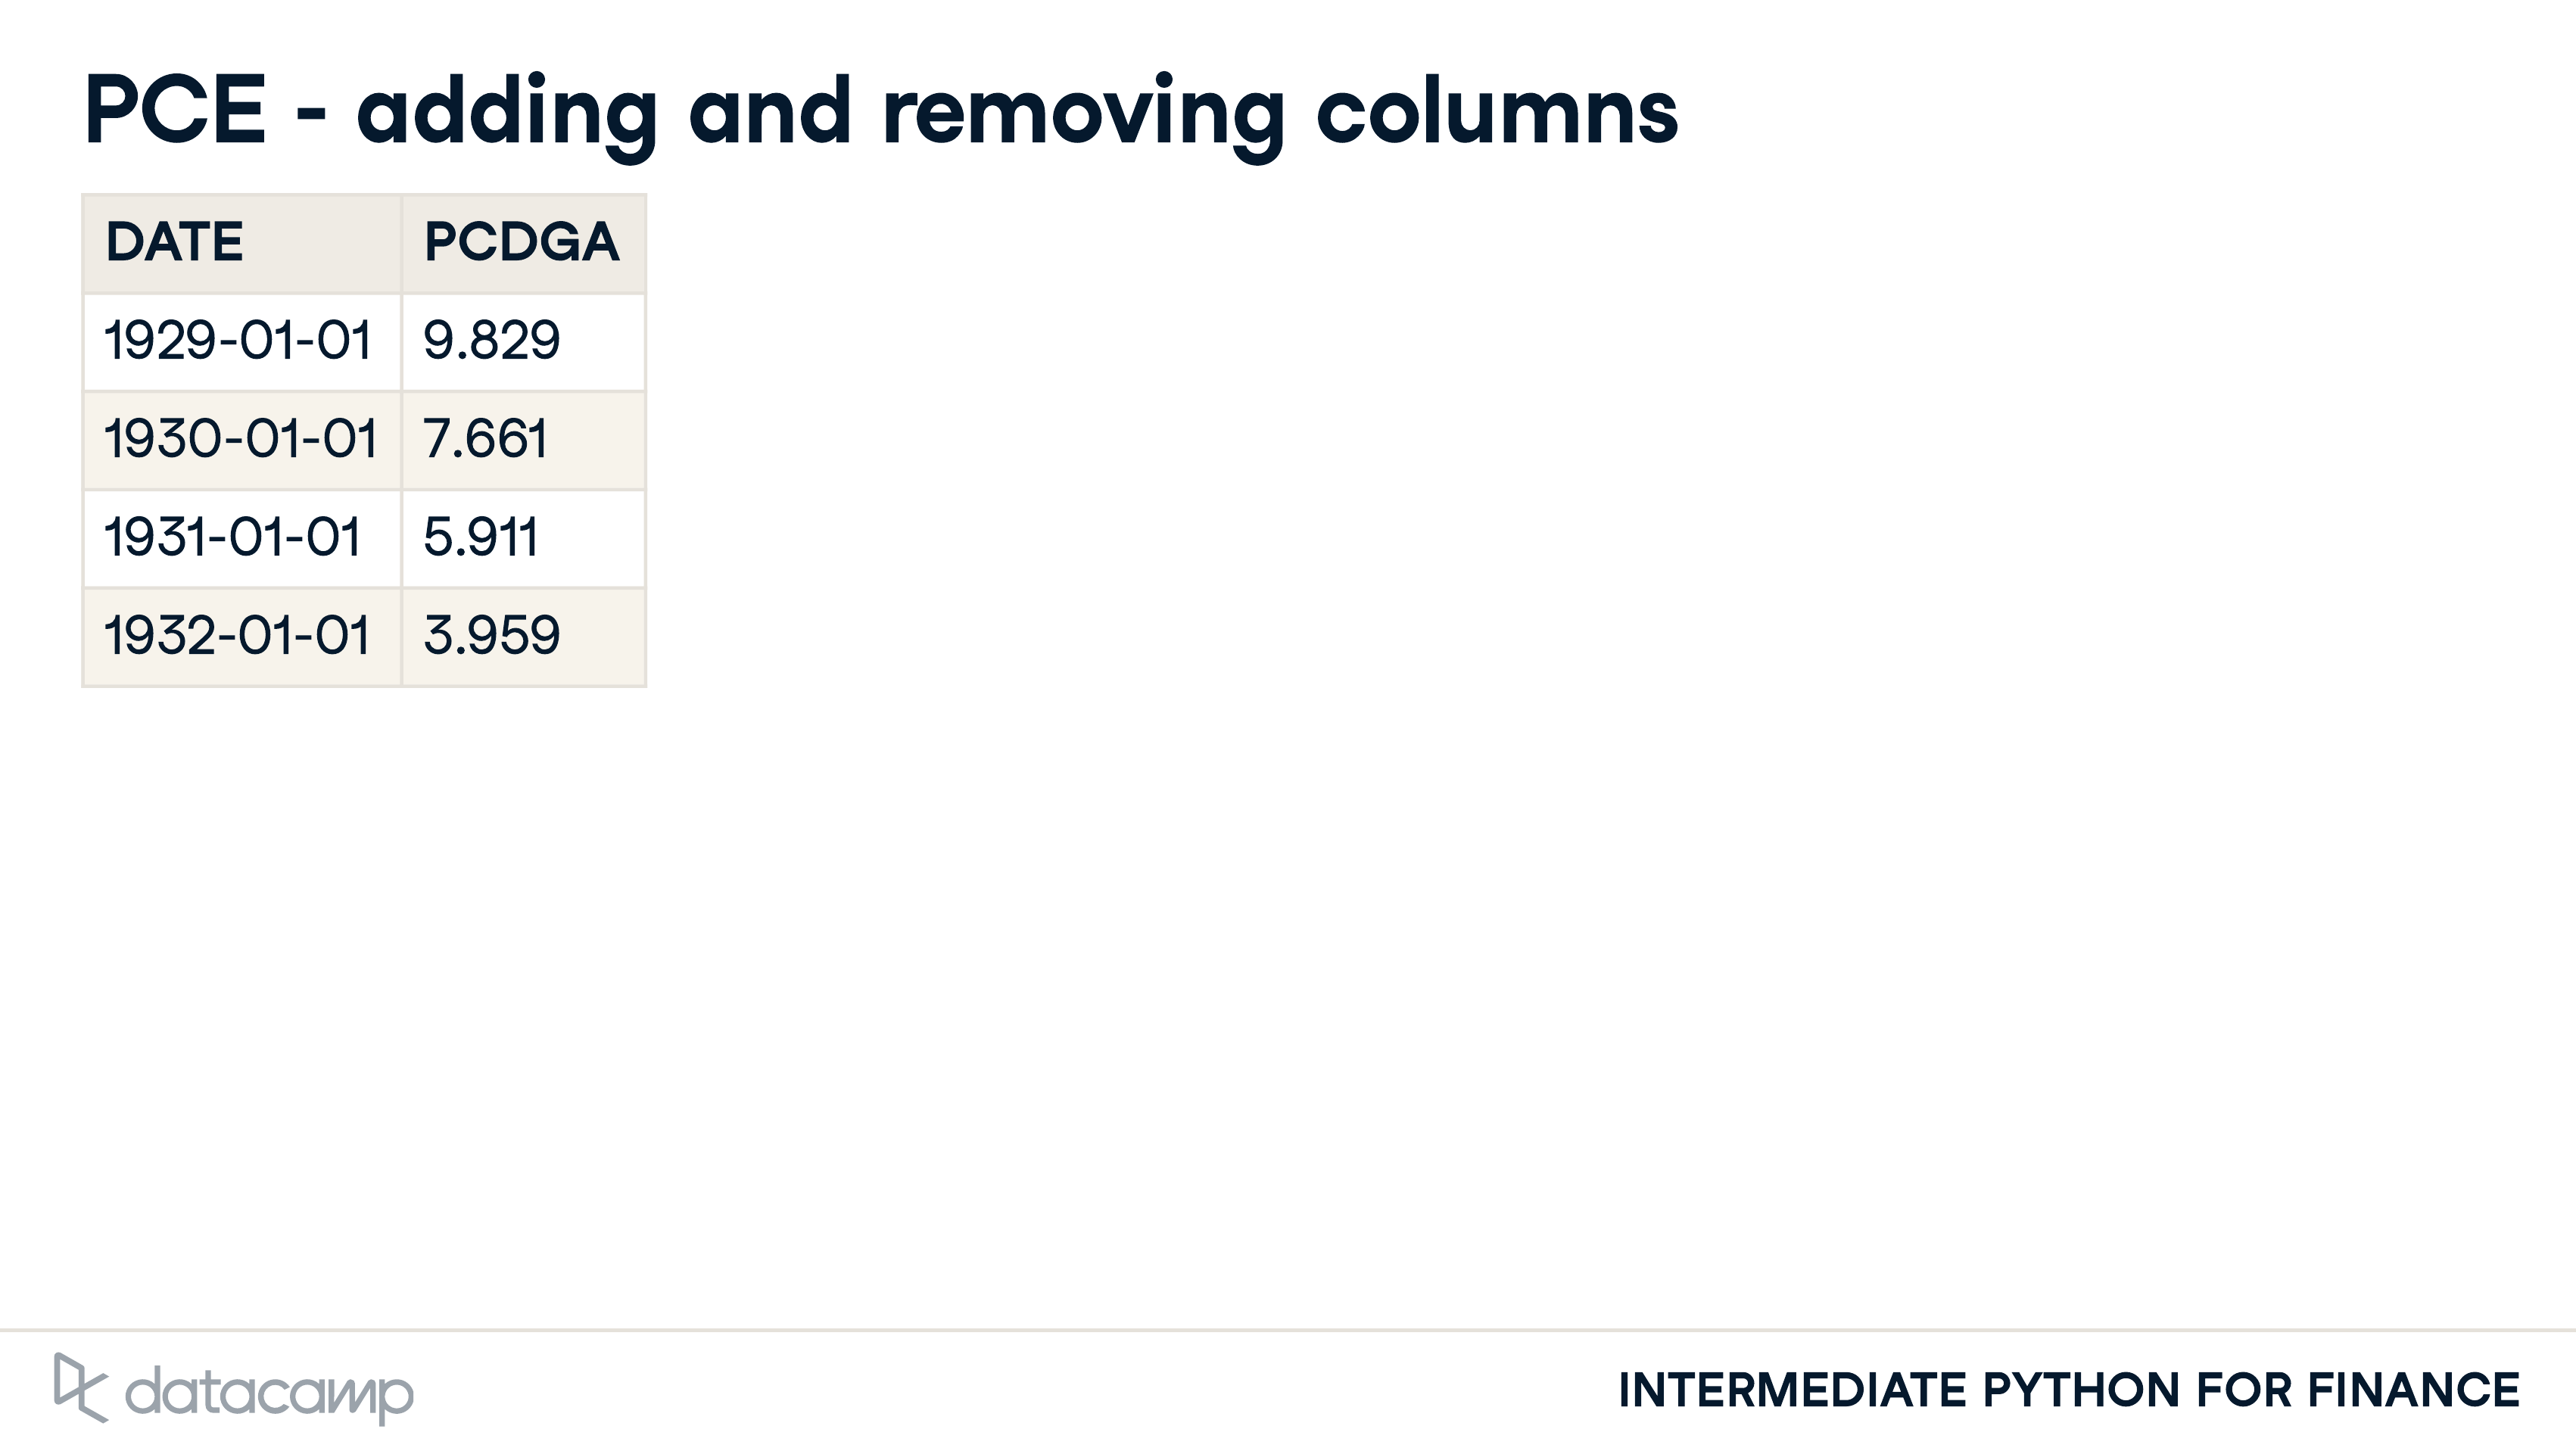 PCE - adding and removing columns
DATE PCDGA
1929-01-01 9.829
1930-01-01 7.661
1931-01-01 5.911
1932-01-01 3.959
datacamp
INTERMEDIATE PYTHON FOR FINANCE